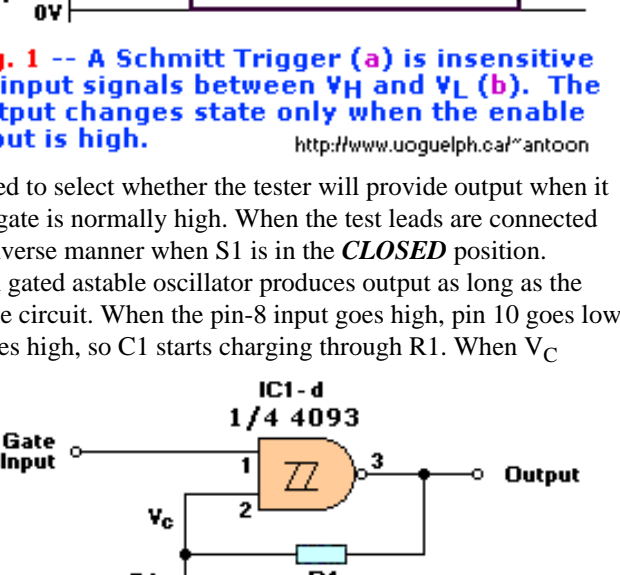 0V
. 1 -- A Schmitt Trigger (a) is insensitive
input signals between VH and VL (b). The
tput changes state only when the enable
out is high.
http://www.uoguelph.ca/~antoon
ed to select whether the tester will provide output when it
gate is normally high. When the test leads are connected
verse manner when S1 is in the CLOSED position.
gated astable oscillator produces output as long as the
e circuit. When the pin-8 input goes high, pin 10 goes low
es high, so C1 starts charging through R1. When VC
IC1-d
1/4 4093
Gate
Input
1
3
Output
2
Vc